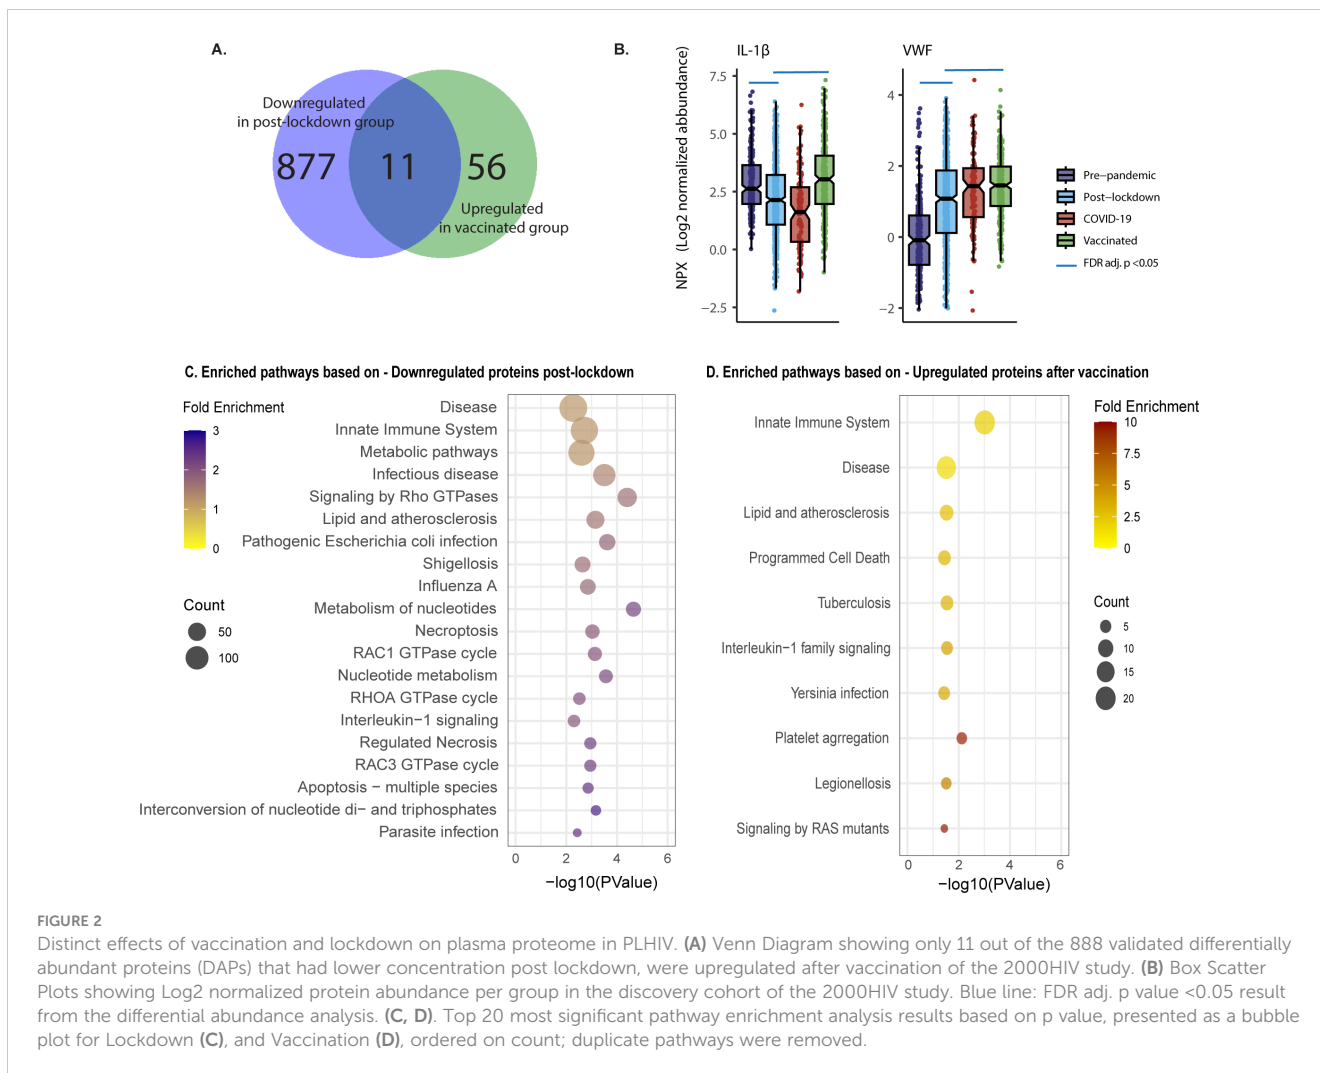 A.
Downregulated
in post-lockdown group
877
11
56
Upregulated
in vaccinated group
B.
NPX (Log2 normalized abbundance)
IL-1β
7.5
5.0
2.5
0.0
−2.5
VWF
4
2
0
−2
Pre−pandemic
Post−lockdown
COVID-19
Vaccinated
FDR adj. p <0.05
C. Enriched pathways based on - Downregulated proteins post-lockdown
Fold Enrichment
3
2
1
0
Count
50
100
Disease
Innate Immune System
Metabolic pathways
Infectious disease
Signaling by Rho GTPases
Lipid and atherosclerosis
Pathogenic Escherichia coli infection
Shigellosis
Influenza A
Metabolism of nucleotides
Necroptosis
RAC1 GTPase cycle
Nucleotide metabolism
RHOA GTPase cycle
Interleukin−1 signaling
Regulated Necrosis
RAC3 GTPase cycle
Apoptosis − multiple species
Interconversion of nucleotide di− and triphosphates
Parasite infection
0 2 4 6
−log10(PValue)
D. Enriched pathways based on - Upregulated proteins after vaccination
Innate Immune System
Disease
Lipid and atherosclerosis
Programmed Cell Death
Tuberculosis
Interleukin−1 family signaling
Yersinia infection
Platelet agrregation
Legionellosis
Signaling by RAS mutants
0 2 4 6
−log10(PValue)
Fold Enrichment
10
7.5
5
2.5
0
Count
5
10
15
20
FIGURE 2
Distinct effects of vaccination and lockdown on plasma proteome in PLHIV. (A) Venn Diagram showing only 11 out of the 888 validated differentially
abundant proteins (DAPs) that had lower concentration post lockdown, were upregulated after vaccination of the 2000HIV study. (B) Box Scatter
Plots showing Log2 normalized protein abundance per group in the discovery cohort of the 2000HIV study. Blue line: FDR adj. p value <0.05 result
from the differential abundance analysis. (C, D). Top 20 most significant pathway enrichment analysis results based on p value, presented as a bubble
plot for Lockdown (C), and Vaccination (D), ordered on count; duplicate pathways were removed.